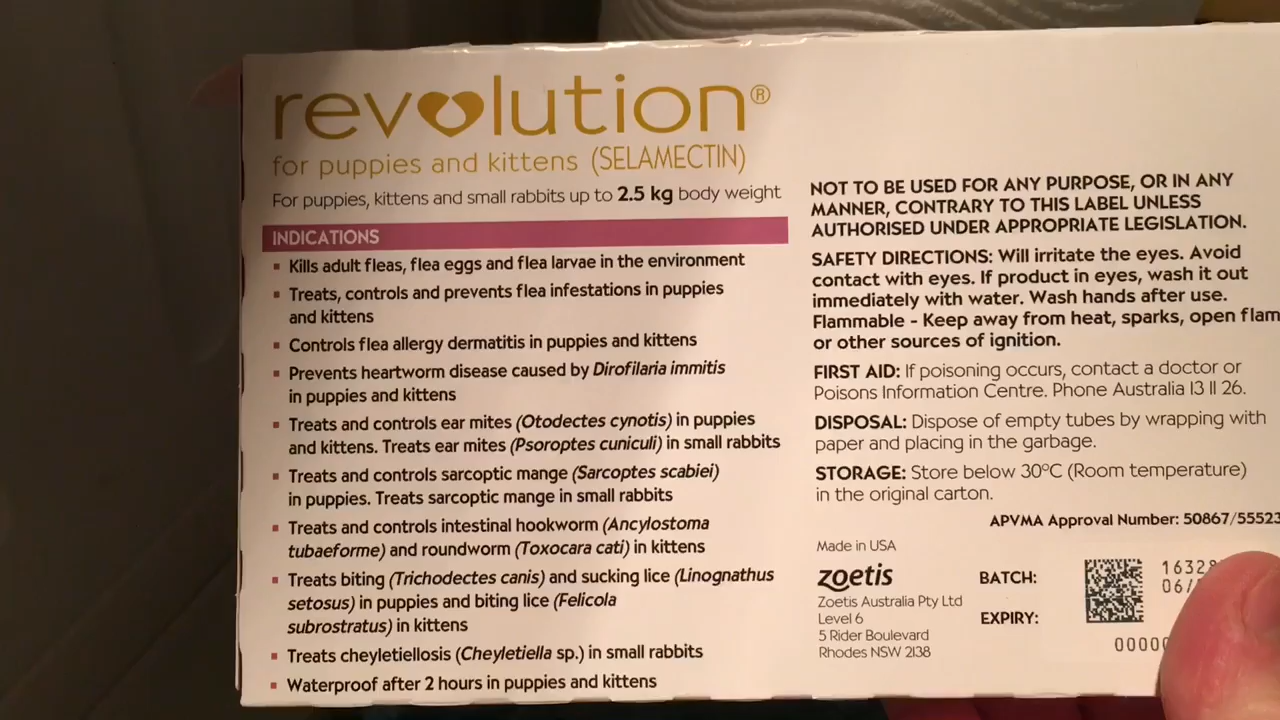 revolution®
for puppies and kittens (SELAMECTIN)
For puppies, kittens and small rabbits up to 2.5 kg body weight
INDICATIONS
▪ Kills adult fleas, flea eggs and flea larvae in the environment
▪ Treats, controls and prevents flea infestations in puppies
and kittens
▪ Controls flea allergy dermatitis in puppies and kittens
▪ Prevents heartworm disease caused by Dirofilaria immitis
in puppies and kittens
▪ Treats and controls ear mites (Otodectes cynotis) in puppies
and kittens. Treats ear mites (Psoroptes cuniculi) in small rabbits
▪ Treats and controls sarcoptic mange (Sarcoptes scabiei)
in puppies. Treats sarcoptic mange in small rabbits
▪ Treats and controls intestinal hookworm (Ancylostoma
tubaeforme) and roundworm (Toxocara cati) in kittens
▪ Treats biting (Trichodectes canis) and sucking lice (Linognathus
setosus) in puppies and biting lice (Felicola
subrostratus) in kittens
▪ Treats cheyletiellosis (Cheyletiella sp.) in small rabbits
▪ Waterproof after 2 hours in puppies and kittens
NOT TO BE USED FOR ANY PURPOSE, OR IN ANY
MANNER, CONTRARY TO THIS LABEL UNLESS
AUTHORISED UNDER APPROPRIATE LEGISLATION.
SAFETY DIRECTIONS: Will irritate the eyes. Avoid
contact with eyes. If product in eyes, wash it out
immediately with water. Wash hands after use.
Flammable - Keep away from heat, sparks, open flam
or other sources of ignition.
FIRST AID: If poisoning occurs, contact a doctor or
Poisons Information Centre. Phone Australia 13 11 26.
DISPOSAL: Dispose of empty tubes by wrapping with
paper and placing in the garbage.
STORAGE: Store below 30°C (Room temperature)
in the original carton.
APVMA Approval Number: 50867/55523
Made in USA
zoetis
Zoetis Australia Pty Ltd
Level 6
5 Rider Boulevard
Rhodes NSW 2138
BATCH: 1632
EXPIRY: 06/
0000